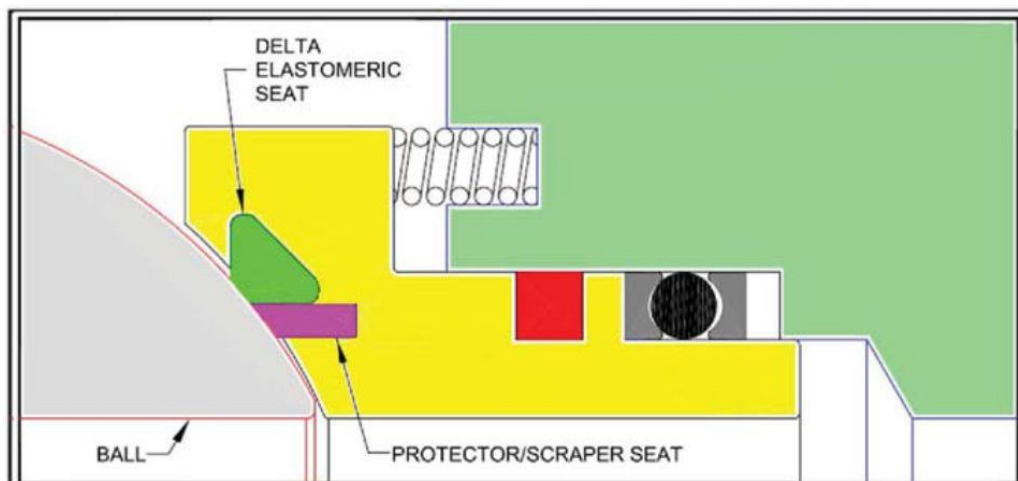 DELTA
ELASTOMERIC
SEAT
BALL
PROTECTOR/SCRAPER SEAT